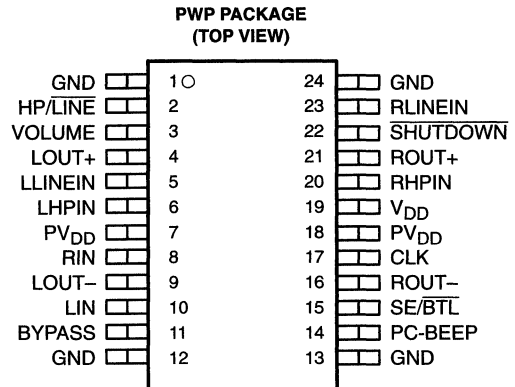 PWP PACKAGE
(TOP VIEW)
GND 1 24 GND
HP/LINE 2 23 RLINEIN
VOLUME 3 22 SHUTDOWN
LOUT+ 4 21 ROUT+
LLINEIN 5 20 RHPIN
LHPIN 6 19 VDD
PVDD 7 18 PVDD
RIN 8 17 CLK
LOUT– 9 16 ROUT–
LIN 10 15 SE/BTL
BYPASS 11 14 PC-BEEP
GND 12 13 GND